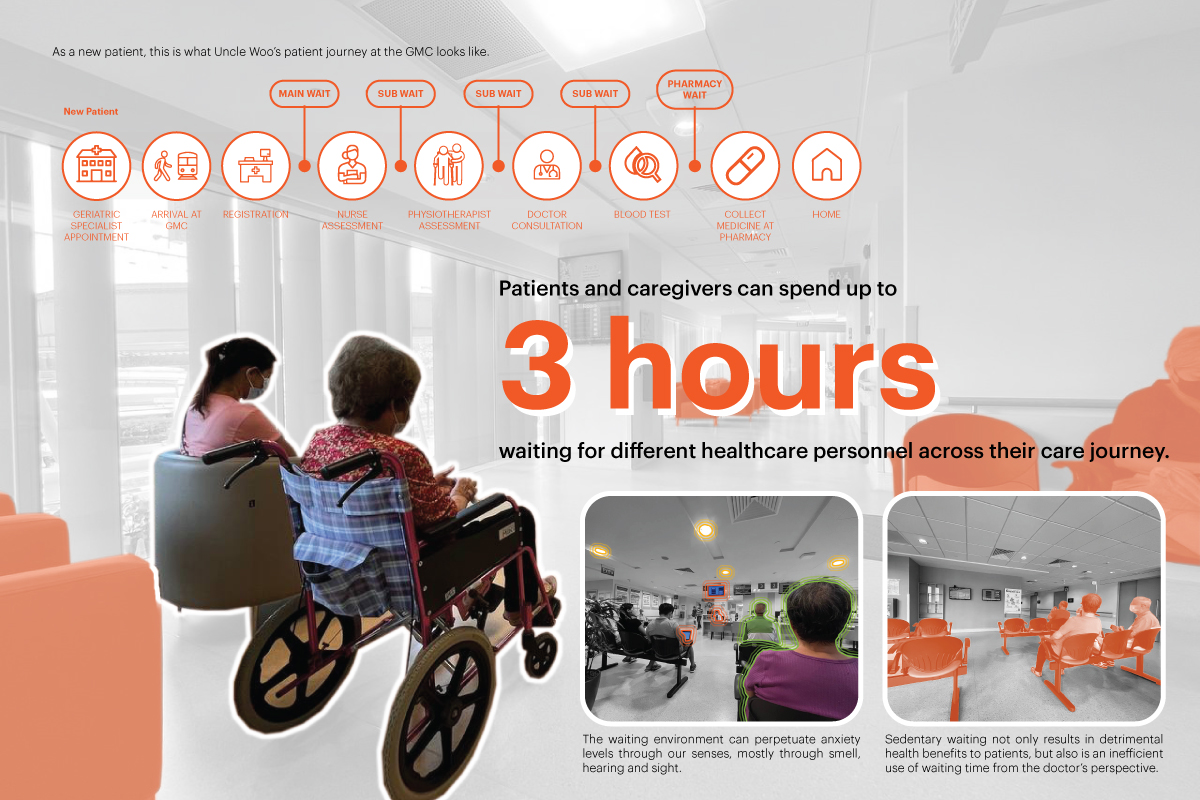 As a new patient, this is what Uncle Woo's patient journey at the GMC looks like.
New Patient
MAIN WAIT
SUB WAIT
SUB WAIT
SUB WAIT
PHARMACY
WAIT
GERIATRIC
SPECIALIST
APPOINTMENT
ARRIVAL AT
GMC
REGISTRATION
NURSE
ASSESSMENT
PHYSIOTHERAPIST
ASSESSMENT
DOCTOR
CONSULTATION
BLOOD TEST
COLLECT
MEDICINE AT
PHARMACY
HOME
Patients and caregivers can spend up to
3 hours
waiting for different healthcare personnel across their care journey.
The waiting environment can perpetuate anxiety
levels through our senses, mostly through smell,
hearing and sight.
Sedentary waiting not only results in detrimental
health benefits to patients, but also is an inefficient
use of waiting time from the doctor's perspective.